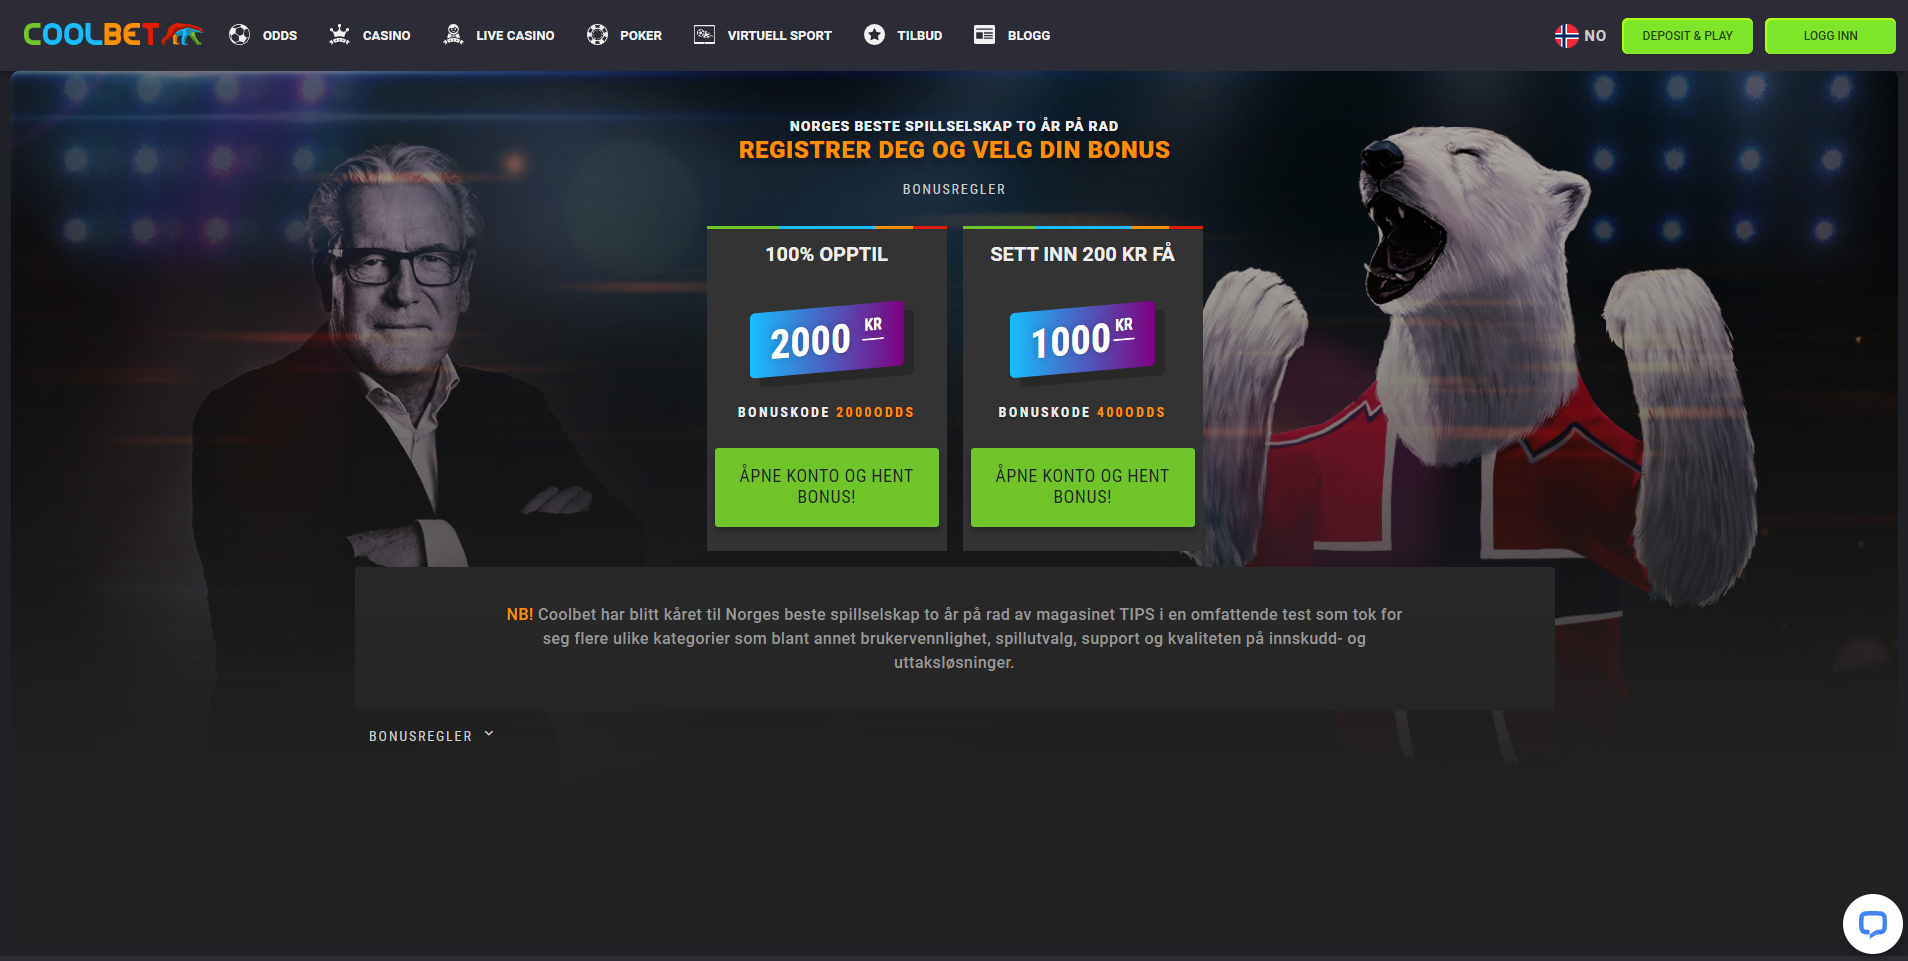 COOLBET
ODDS
CASINO
LIVE CASINO
POKER
VIRTUELL SPORT
TILBUD
BLOGG
NO
DEPOSIT & PLAY
LOGG INN
NORGES BESTE SPILLSELSKAP TO ÅR PÅ RAD
REGISTRER DEG OG VELG DIN BONUS
BONUSREGLER
100% OPPTIL
2000 KR
BONUSKODE 2000ODDS
ÅPNE KONTO OG HENT
BONUS!
SETT INN 200 KR FÅ
1000 KR
BONUSKODE 400ODDS
ÅPNE KONTO OG HENT
BONUS!
NB! Coolbet har blitt kåret til Norges beste spillselskap to år på rad av magasinet TIPS i en omfattende test som tok for
seg flere ulike kategorier som blant annet brukervennlighet, spillutvalg, support og kvaliteten på innskudd- og
uttaksløsninger.
BONUSREGLER